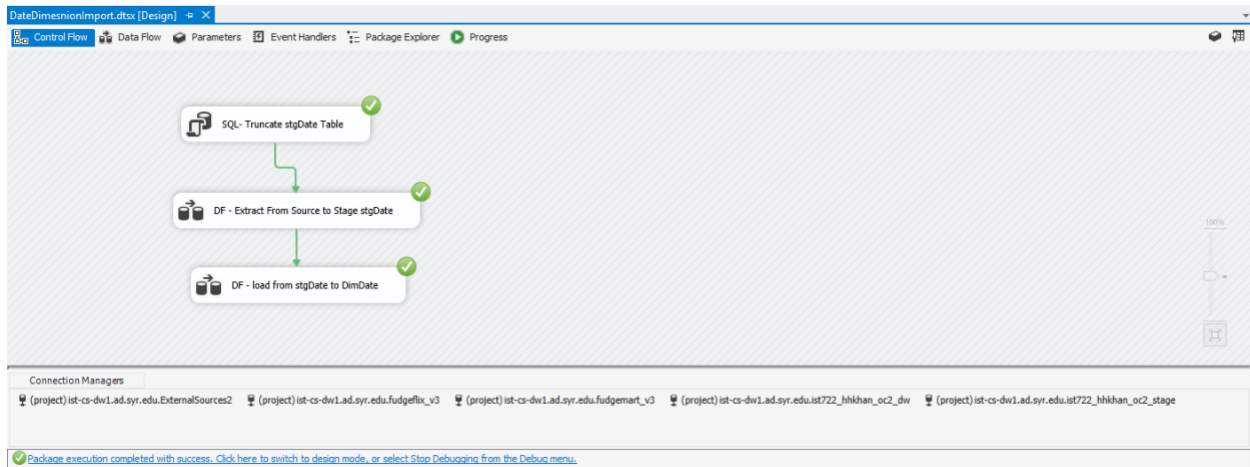 DateDimesnionImport.dtsx [Design]
Control Flow Data Flow Parameters Event Handlers Package Explorer Progress
SQL- Truncate stgDate Table
DF - Extract From Source to Stage stgDate
100%
DF - load from stgDate to DimDate
Connection Managers
(project) ist-cs-dw1.ad.syr.edu.ExternalSources2 (project) ist-cs-dw1.ad.syr.edu.fudgeflix_v3 (project) ist-cs-dw1.ad.syr.edu.fudgemart_v3 (project) ist-cs-dw1.ad.syr.edu.ist722_hhkhan_oc2_dw (project) ist-cs-dw1.ad.syr.edu.ist722_hhkhan_oc2_stage
Package execution completed with success. Click here to switch to design mode, or select Stop Debugging from the Debug menu.